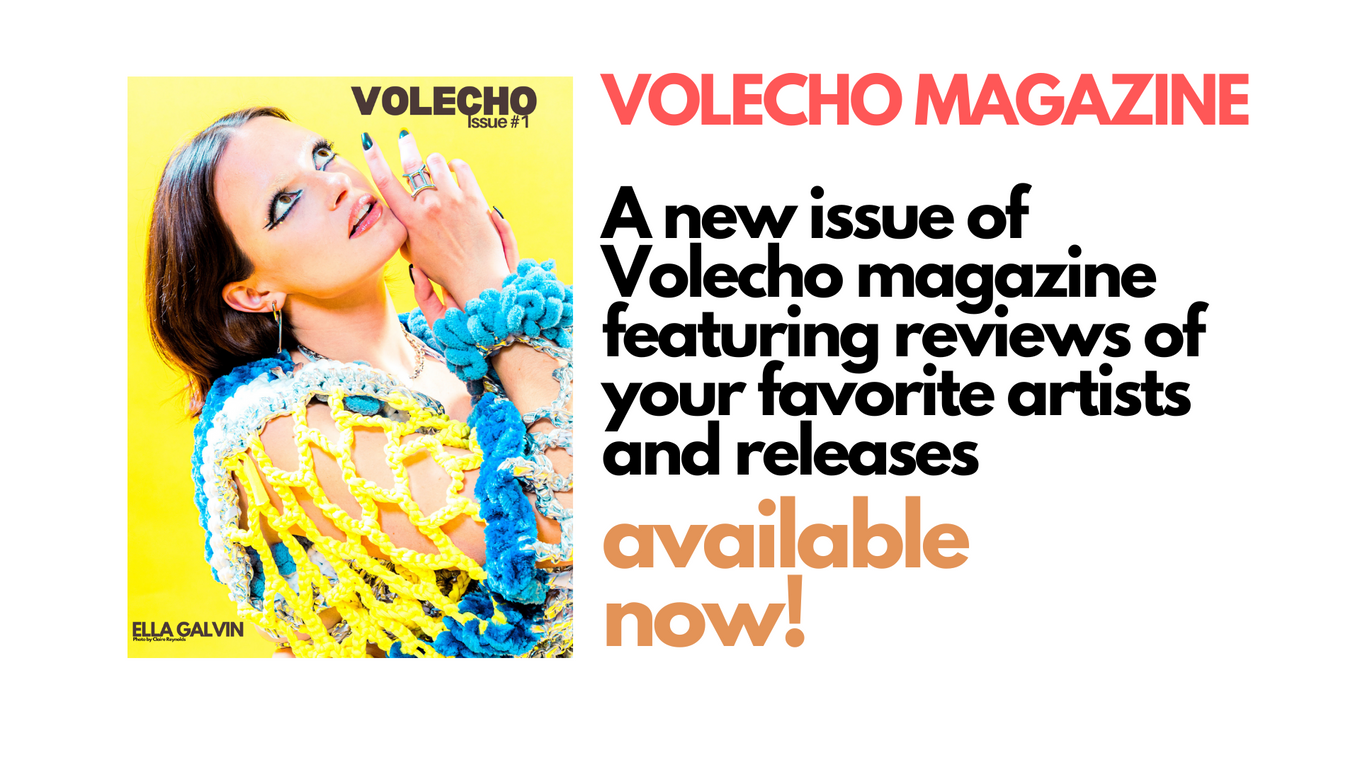 VOLECHO
Issue #1
ELLA GALVIN
Photo by Claire Reynolds
VOLECHO MAGAZINE
A new issue of
Volecho magazine
featuring reviews of
your favorite artists
and releases
available
now!